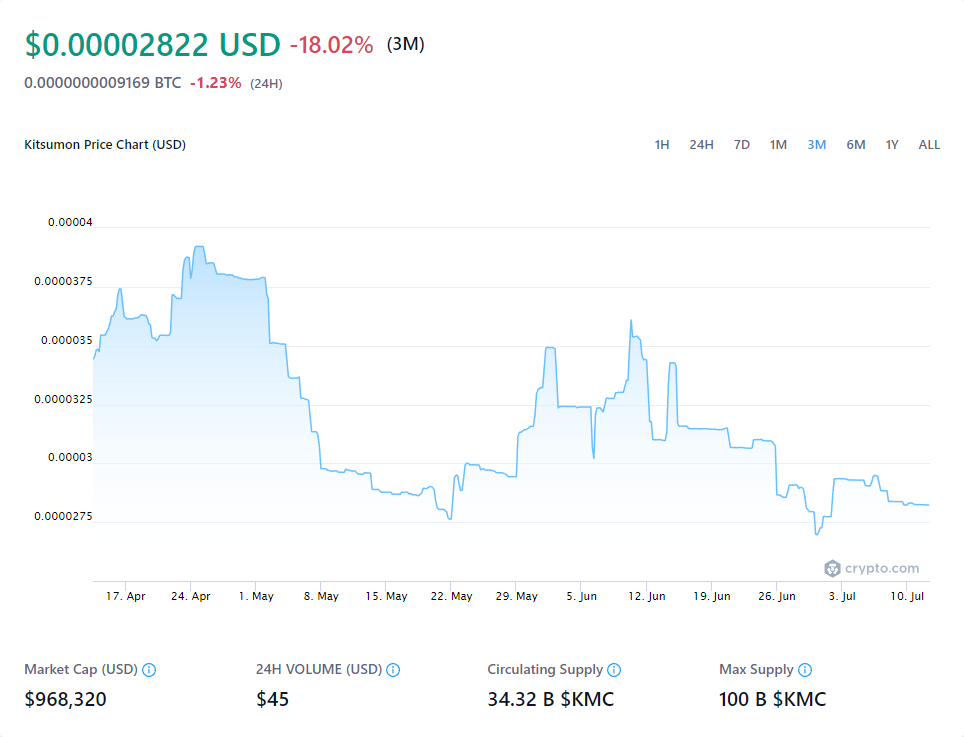 $0.00002822 USD -18.02% (3M)
0.0000000009169 BTC -1.23% (24H)
Kitsumon Price Chart (USD) 1H 24H 7D 1M 3M 6M 1Y ALL
0.00004
0.0000375
0.000035
0.0000325
0.00003
0.0000275
crypto.com
17. Apr 24. Apr 1. May 8. May 15. May 22. May 29. May 5. Jun 12. Jun 19. Jun 26. Jun 3. Jul 10. Jul
Market Cap (USD) 24H VOLUME (USD) Circulating Supply Max Supply
$968,320 $45 34.32 B $KMC 100 B $KMC